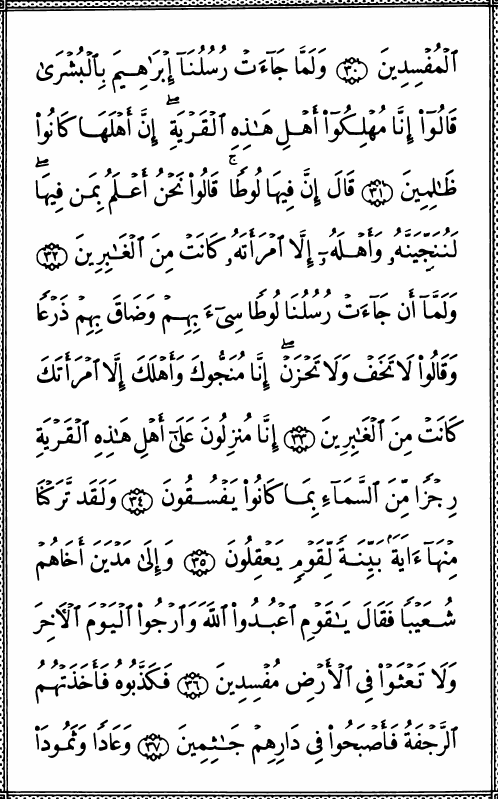 ٱلْمُفْسِدِينَ ٣٠ وَلَمَّا جَآءَتْ رُسُلُنَآ إِبْرَٰهِيمَ بِٱلْبُشْرَىٰ
قَالُوٓا۟ إِنَّا مُهْلِكُوٓا۟ أَهْلِ هَـٰذِهِ ٱلْقَرْيَةِ ۖ إِنَّ أَهْلَهَا كَانُوا۟
ظَـٰلِمِينَ ٣١ قَالَ إِنَّ فِيهَا لُوطًا ۚ قَالُوا۟ نَحْنُ أَعْلَمُ بِمَن فِيهَا ۖ
لَنُنَجِّيَنَّهُۥ وَأَهْلَهُۥٓ إِلَّا ٱمْرَأَتَهُۥ كَانَتْ مِنَ ٱلْغَـٰبِرِينَ ٣٢
وَلَمَّآ أَن جَآءَتْ رُسُلُنَا لُوطًا سِىٓءَ بِهِمْ وَضَاقَ بِهِمْ ذَرْعًا
وَقَالُوا۟ لَا تَخَفْ وَلَا تَحْزَنْ ۖ إِنَّا مُنَجُّوكَ وَأَهْلَكَ إِلَّا ٱمْرَأَتَكَ
كَانَتْ مِنَ ٱلْغَـٰبِرِينَ ٣٣ إِنَّا مُنزِلُونَ عَلَىٰٓ أَهْلِ هَـٰذِهِ ٱلْقَرْيَةِ
رِجْزًا مِّنَ ٱلسَّمَآءِ بِمَا كَانُوا۟ يَفْسُقُونَ ٣٤ وَلَقَد تَّرَكْنَا
مِنْهَآ ءَايَةًۢ بَيِّنَةً لِّقَوْمٍ يَعْقِلُونَ ٣٥ وَإِلَىٰ مَدْيَنَ أَخَاهُمْ
شُعَيْبًا فَقَالَ يَـٰقَوْمِ ٱعْبُدُوا۟ ٱللَّهَ وَٱرْجُوا۟ ٱلْيَوْمَ ٱلْـَٔاخِرَ
وَلَا تَعْثَوْا۟ فِى ٱلْأَرْضِ مُفْسِدِينَ ٣٦ فَكَذَّبُوهُ فَأَخَذَتْهُمُ
ٱلرَّجْفَةُ فَأَصْبَحُوا۟ فِى دَارِهِمْ جَـٰثِمِينَ ٣٧ وَعَادًا وَثَمُودَا۟